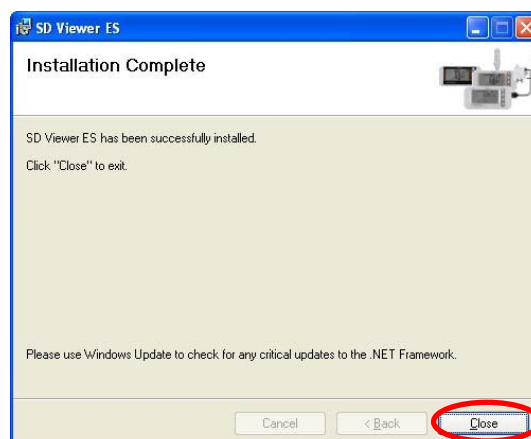 SD Viewer ES
Installation Complete
SD Viewer ES has been successfully installed.
Click "Close" to exit.
Please use Windows Update to check for any critical updates to the .NET Framework.
Cancel
< Back
Close